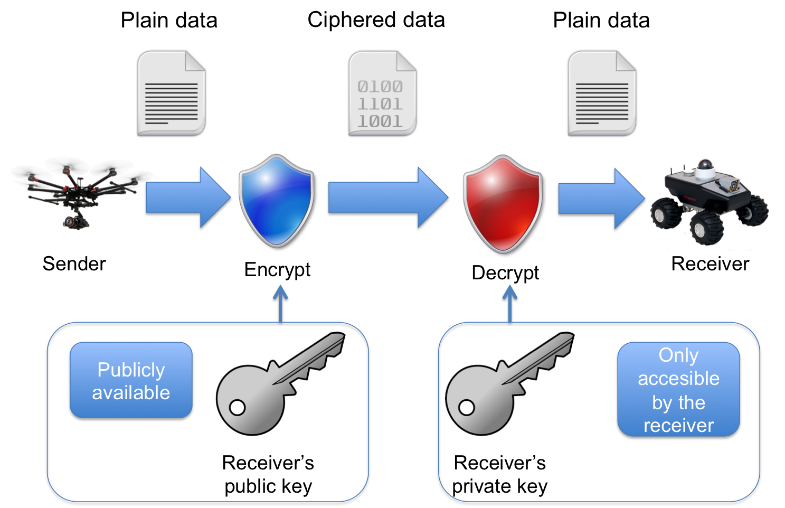 Plain data
Ciphered data
Plain data
0100
1101
1001
Sender
Encrypt
Decrypt
Receiver
Publicly
available
Receiver’s
public key
Receiver’s
private key
Only
accesible
by the
receiver